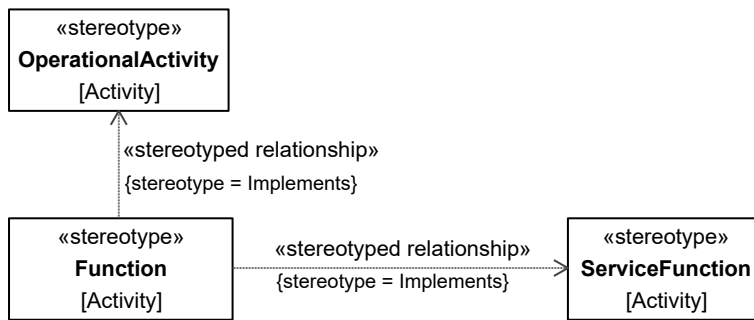 «stereotype»
OperationalActivity
[Activity]
«stereotyped relationship»
{stereotype = Implements}
«stereotype»
Function
[Activity]
«stereotyped relationship»
{stereotype = Implements}
«stereotype»
ServiceFunction
[Activity]